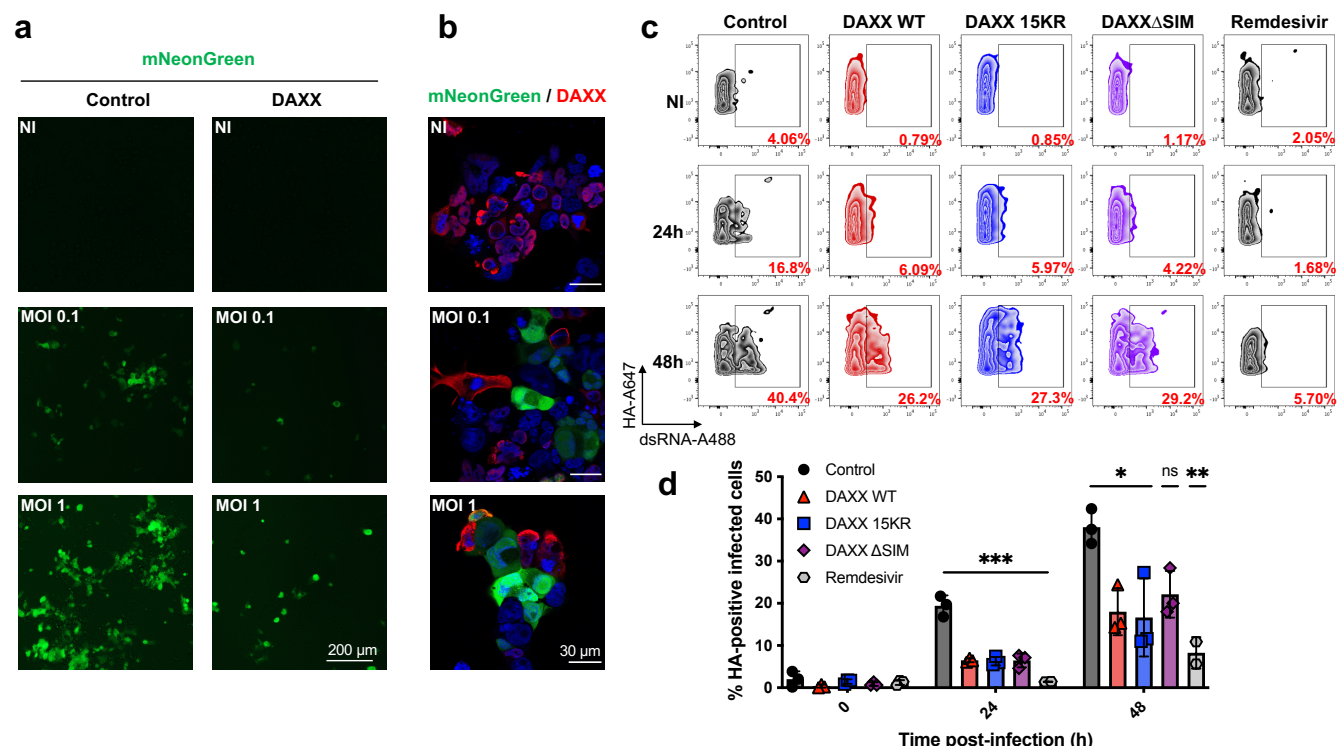 a
mNeonGreen
Control DAXX
NI
MOI 0.1 MOI 0.1
MOI 1 MOI 1
200 µm
b
mNeonGreen / DAXX
NI
MOI 0.1
MOI 1
30 µm
c
Control DAXX WT DAXX 15KR DAXXΔSIM Remdesivir
NI
4.06% 0.79% 0.85% 1.17% 2.05%
24h
16.8% 6.09% 5.97% 4.22% 1.68%
48h
40.4% 26.2% 27.3% 29.2% 5.70%
HA-A647
dsRNA-A488
d
Control
DAXX WT
DAXX 15KR
DAXX ΔSIM
Remdesivir
*** * ns **
% HA-positive infected cells
50
40
30
20
10
0
0 24 48
Time post-infection (h)